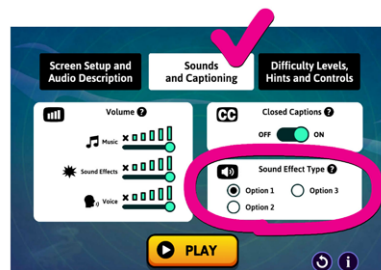 Screen Setup and
Audio Description
Sounds
and Captioning
Difficulty Levels,
Hints and Controls
Volume ?
Music
Sound Effects
Voice
CC
Closed Captions ?
OFF ON
Sound Effect Type ?
Option 1
Option 3
Option 2
PLAY
i